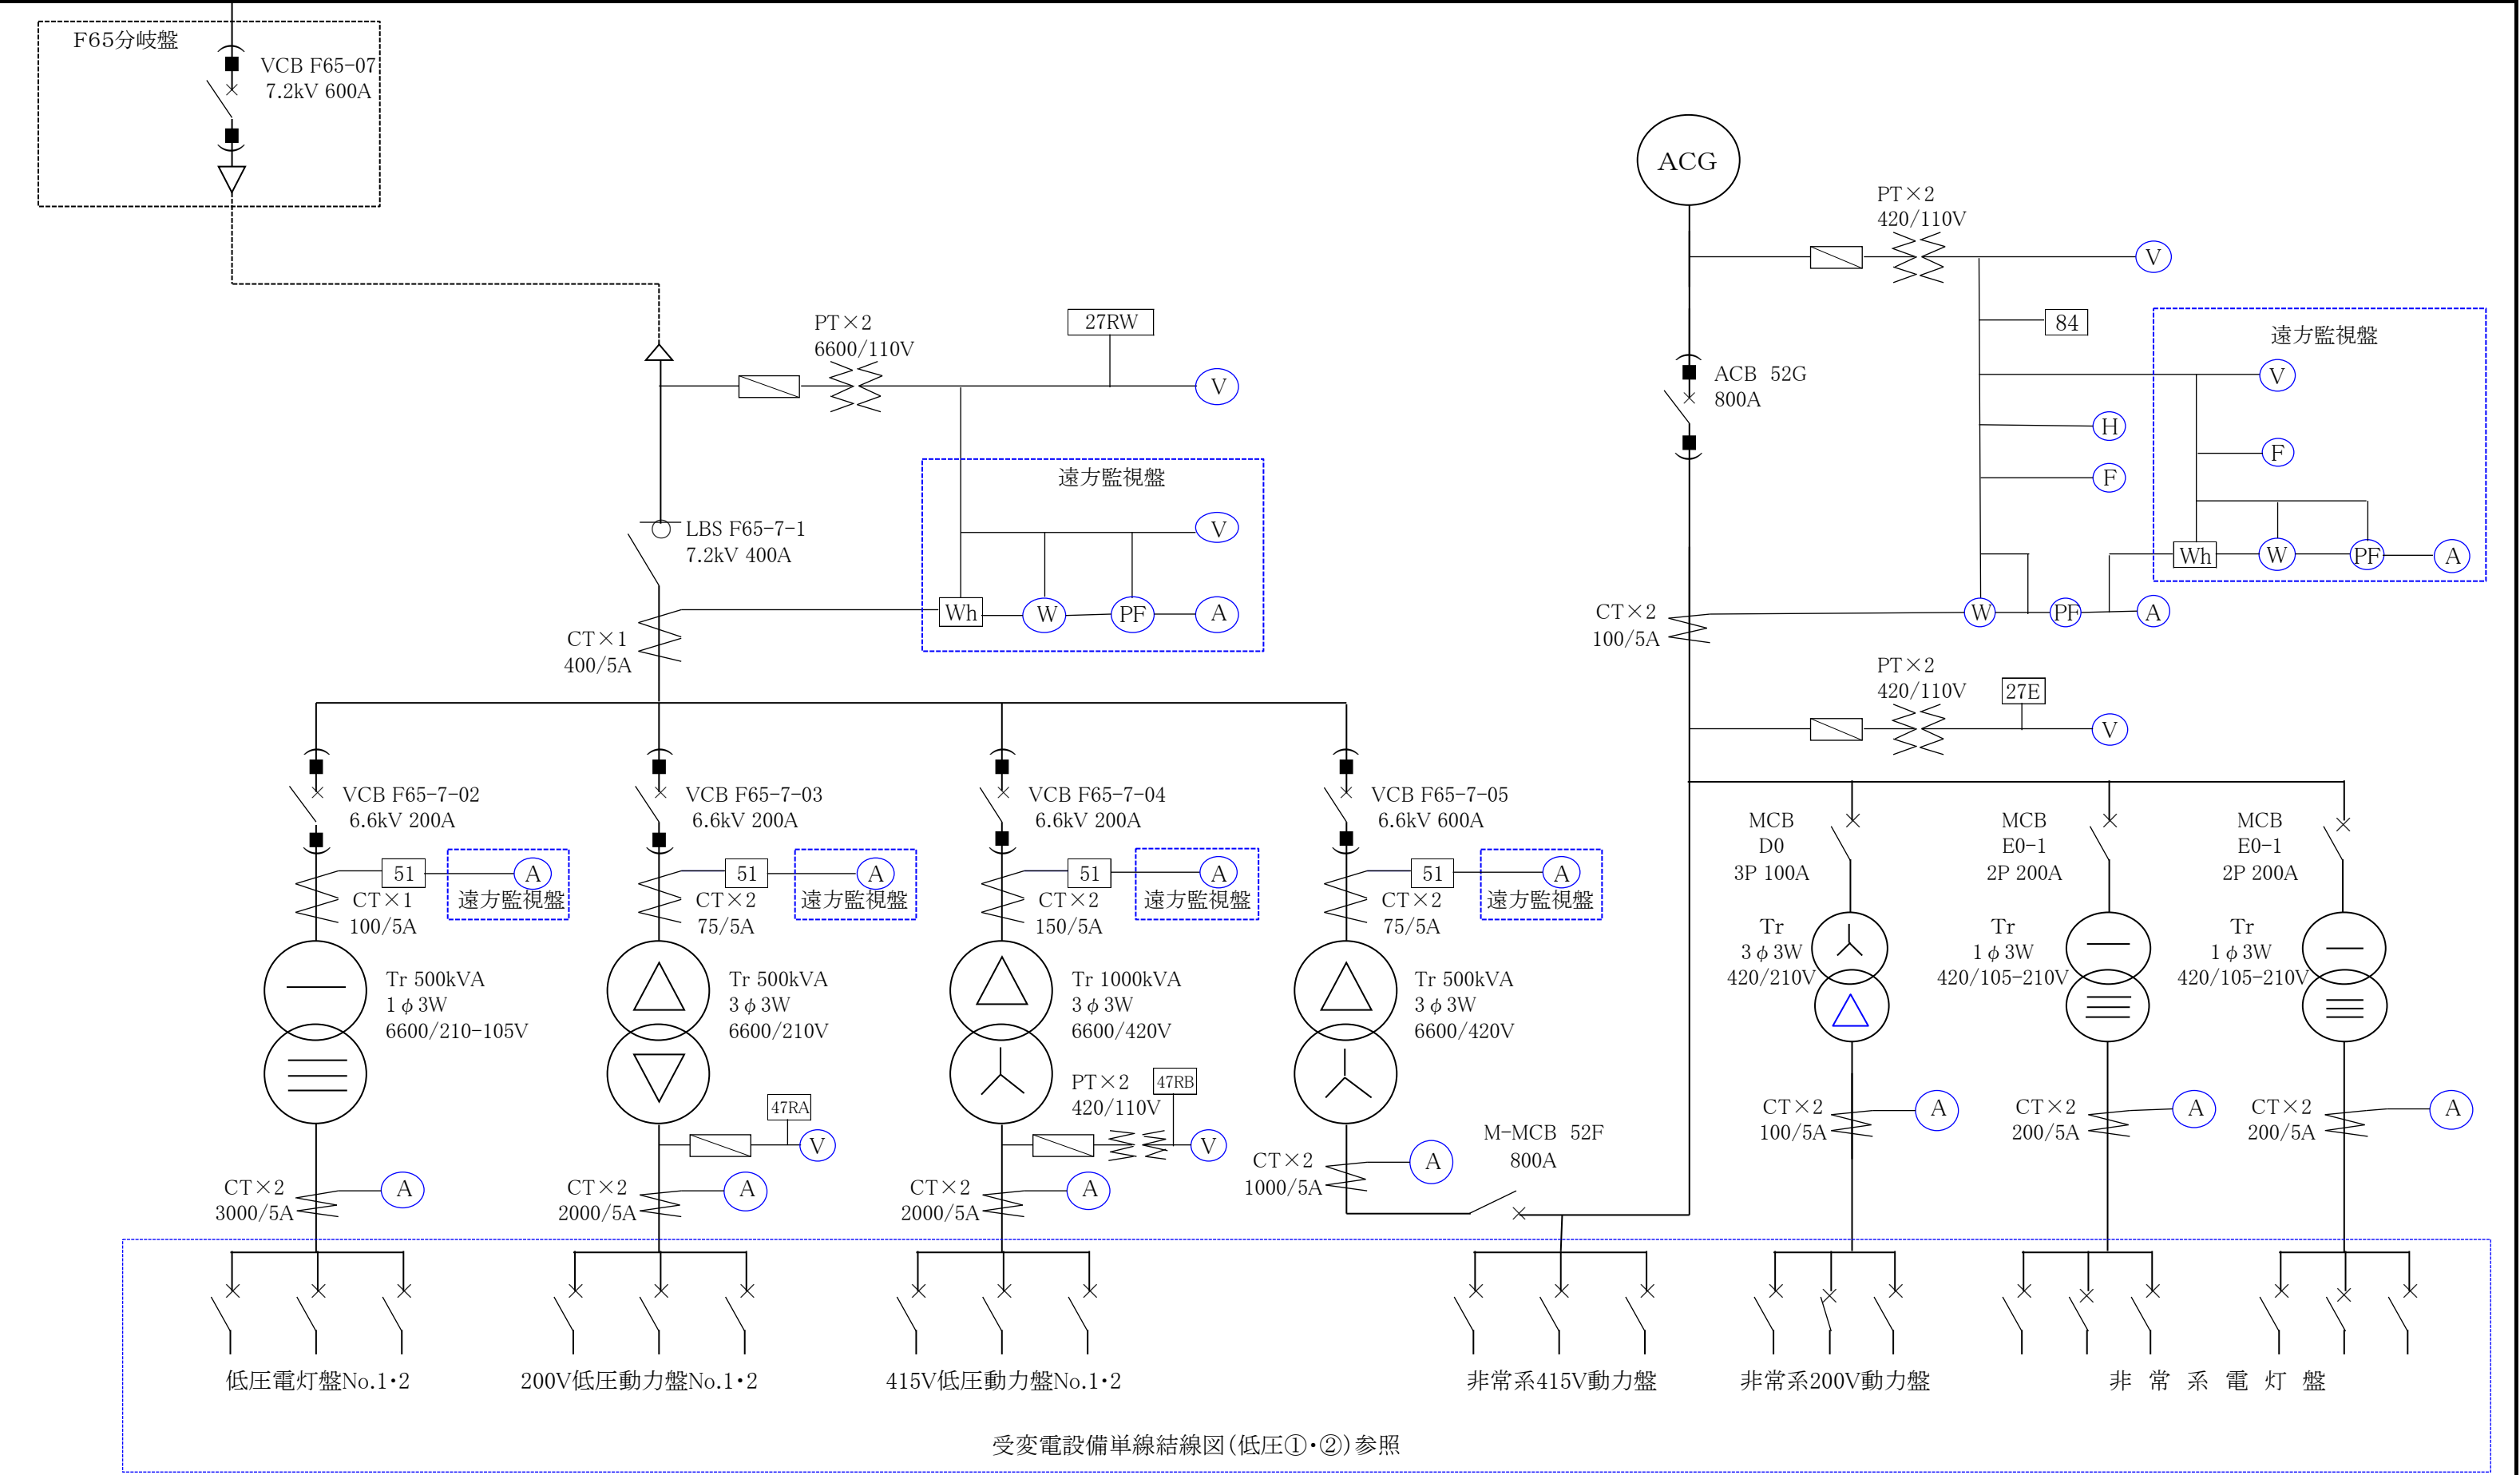 F65分岐盤
VCB F65-07
7.2kV 600A
ACG
PT×2
420/110V
V
84
遠方監視盤
V
H
F
F
Wh
W
PF
A
ACB 52G
800A
PT×2
6600/110V
27RW
V
遠方監視盤
V
Wh
W
PF
A
LBS F65-7-1
7.2kV 400A
CT×1
400/5A
CT×2
100/5A
W
PF
A
PT×2
420/110V
27E
V
VCB F65-7-02
6.6kV 200A
51
A
遠方監視盤
CT×1
100/5A
Tr 500kVA
1φ3W
6600/210-105V
CT×2
3000/5A
A
VCB F65-7-03
6.6kV 200A
51
A
遠方監視盤
CT×2
75/5A
Tr 500kVA
3φ3W
6600/210V
47RA
V
CT×2
2000/5A
A
VCB F65-7-04
6.6kV 200A
51
A
遠方監視盤
CT×2
150/5A
Tr 1000kVA
3φ3W
6600/420V
PT×2
420/110V
47RB
V
CT×2
2000/5A
A
VCB F65-7-05
6.6kV 600A
51
A
遠方監視盤
CT×2
75/5A
Tr 500kVA
3φ3W
6600/420V
CT×2
1000/5A
A
M-MCB 52F
800A
MCB
D0
3P 100A
Tr
3φ3W
420/210V
CT×2
100/5A
A
MCB
E0-1
2P 200A
Tr
1φ3W
420/105-210V
CT×2
200/5A
A
MCB
E0-1
2P 200A
Tr
1φ3W
420/105-210V
CT×2
200/5A
A
低圧電灯盤No.1・2
200V低圧動力盤No.1・2
415V低圧動力盤No.1・2
非常系415V動力盤
非常系200V動力盤
非常系電灯盤
受変電設備単線結線図(低圧①・②)参照